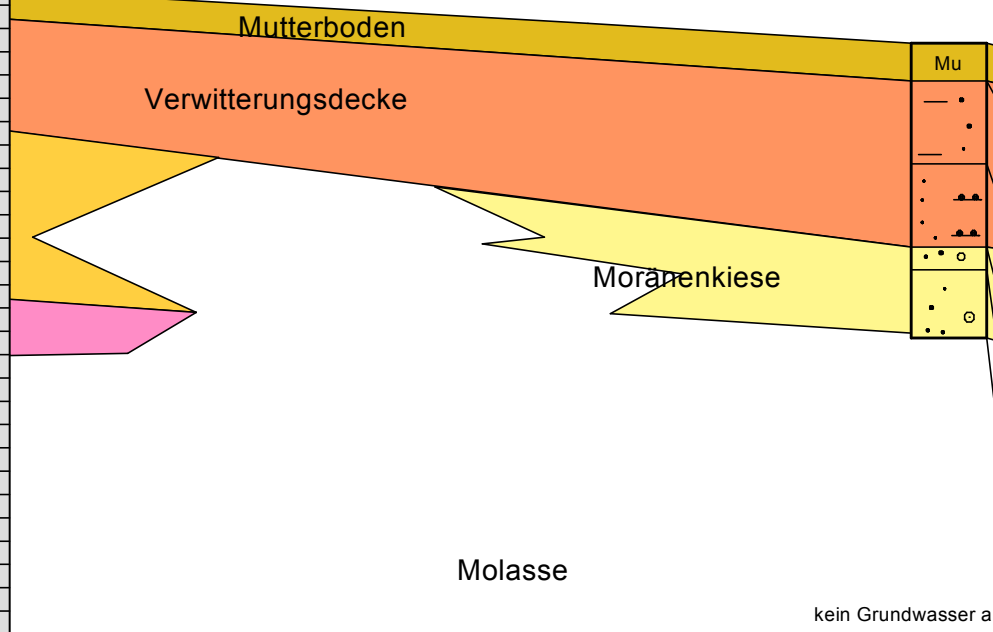 Mutterboden
Mu
Verwitterungsdecke
Moränenkiese
Molasse
kein Grundwasser a